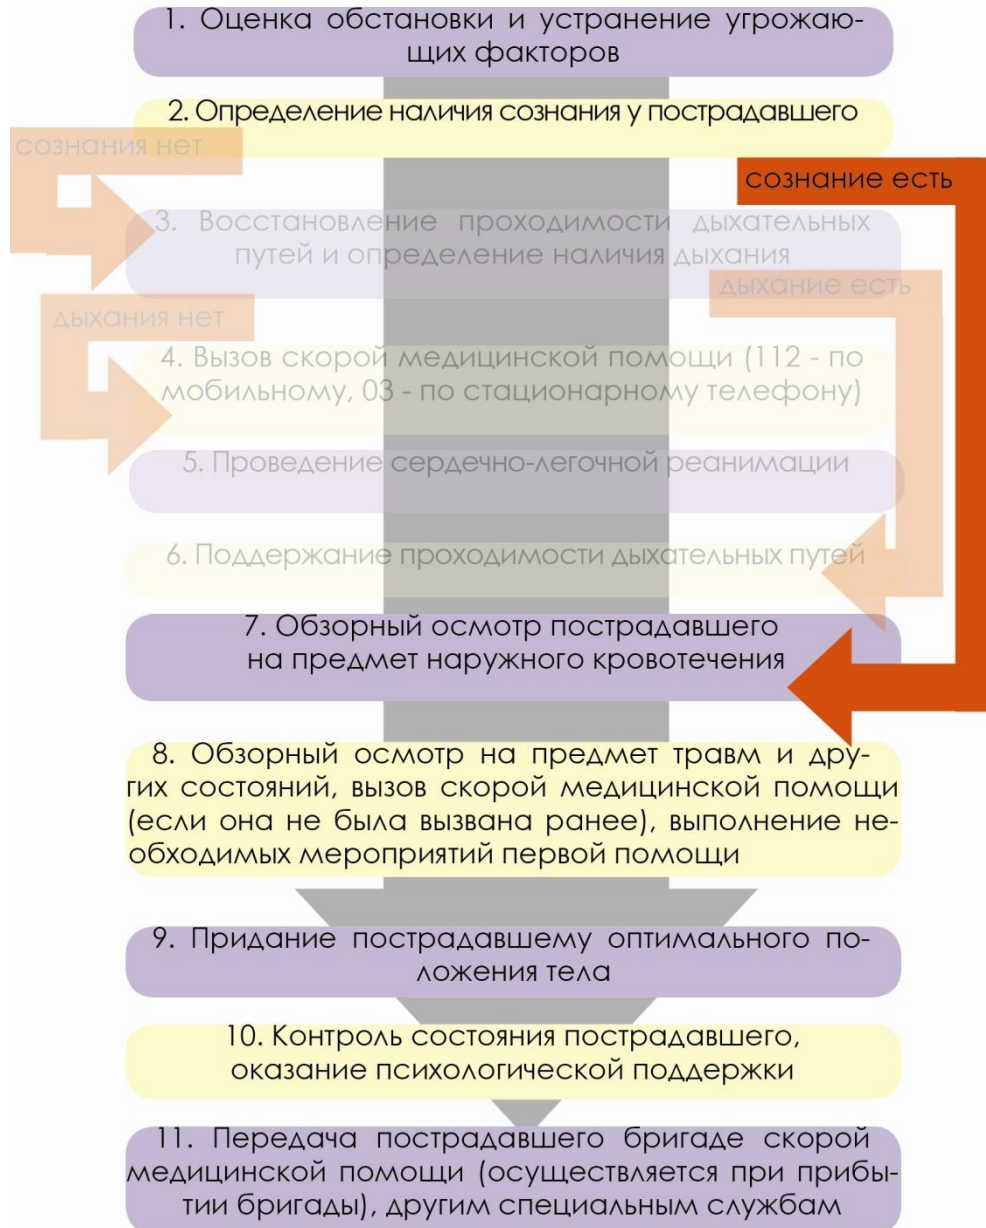 1. Оценка обстановки и устранение угрожаю-
щих факторов
2. Определение наличия сознания у пострадавшего
сознания нет
сознание есть
3. Восстановление проходимости дыхательных
путей и определение наличия дыхания
дыхание есть
дыхания нет
4. Вызов скорой медицинской помощи (112 - по
мобильному, 03 - по стационарному телефону)
5. Проведение сердечно-легочной реанимации
6. Поддержание проходимости дыхательных путей
7. Обзорный осмотр пострадавшего
на предмет наружного кровотечения
8. Обзорный осмотр на предмет травм и дру-
гих состояний, вызов скорой медицинской помощи
(если она не была вызвана ранее), выполнение не-
обходимых мероприятий первой помощи
9. Придание пострадавшему оптимального по-
ложения тела
10. Контроль состояния пострадавшего,
оказание психологической поддержки
11. Передача пострадавшего бригаде скорой
медицинской помощи (осуществляется при прибы-
тии бригады), другим специальным службам